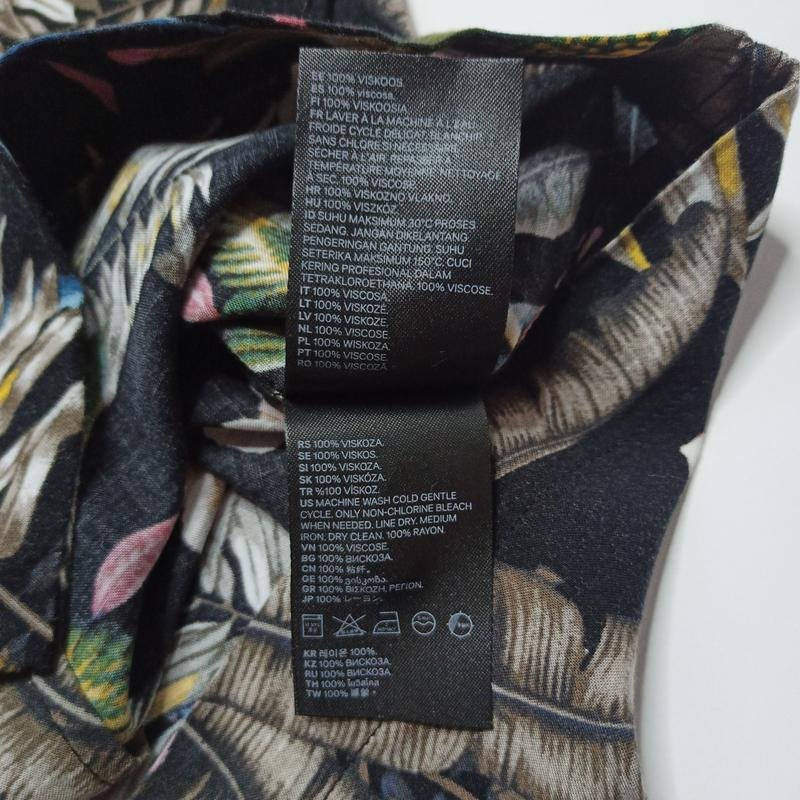 EE 100% VISKOOS.
ES 100% viscosa.
FI 100% VISKOOSIA.
FR LAVER À LA MACHINE À L'EAU
FROIDE CYCLE DÉLICAT. BLANCHIR
SANS CHLORE SI NÉCESSAIRE.
SÉCHER À L'AIR. REPASSER À
TEMPÉRATURE MOYENNE. NETTOYAGE
À SEC. 100% VISCOSE.
HR 100% VISKOZNO VLAKNO.
HU 100% VISZKÓZ.
ID SUHU MAKSIMUM 30°C PROSES
SEDANG. JANGAN DIKELANTANG.
PENGERINGAN GANTUNG. SUHU
SETERIKA MAKSIMUM 150°C. CUCI
KERING PROFESIONAL DALAM
TETRAKLOROETHANA. 100% VISCOSE.
IT 100% VISCOSA.
LT 100% VISKOZĖ.
LV 100% VISKOZE.
NL 100% VISCOSE.
PL 100% WISKOZA.
PT 100% VISCOSE.
RO 100% VISCOZĂ.
RS 100% VISKOZA.
SE 100% VISKOS.
SI 100% VISKOZA.
SK 100% VISKÓZA.
TR %100 VİSKOZ.
US MACHINE WASH COLD GENTLE
CYCLE. ONLY NON-CHLORINE BLEACH
WHEN NEEDED. LINE DRY. MEDIUM
IRON. DRY CLEAN. 100% RAYON.
VN 100% VISCOSE.
BG 100% ВИСКОЗА.
CN 100% 粘纤。
GE 100% ვისკოზა.
GR 100% ΒΙΣΚΟΖΗ, ΡΕΓΙΟΝ.
JP 100% レーヨン.
KR 레이온 100%.
KZ 100% ВИСКОЗА.
RU 100% ВИСКОЗА
TH 100%
TW 100%